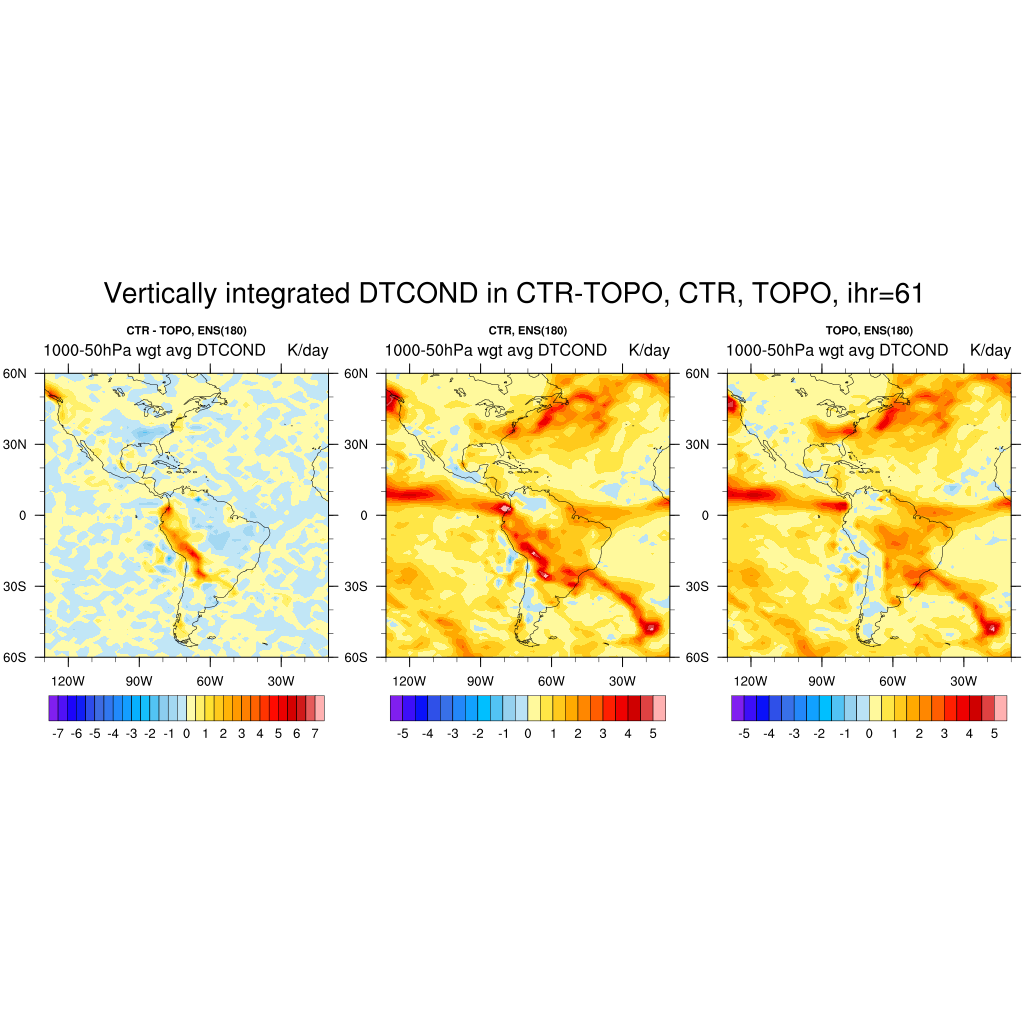 Vertically integrated DTCOND in CTR-TOPO, CTR, TOPO, ihr=61
CTR - TOPO, ENS(180)
1000-50hPa wgt avg DTCOND K/day
60N
30N
0
30S
60S
120W 90W 60W 30W
-7 -6 -5 -4 -3 -2 -1 0 1 2 3 4 5 6 7
CTR, ENS(180)
1000-50hPa wgt avg DTCOND K/day
60N
30N
0
30S
60S
120W 90W 60W 30W
-5 -4 -3 -2 -1 0 1 2 3 4 5
TOPO, ENS(180)
1000-50hPa wgt avg DTCOND K/day
60N
30N
0
30S
60S
120W 90W 60W 30W
-5 -4 -3 -2 -1 0 1 2 3 4 5